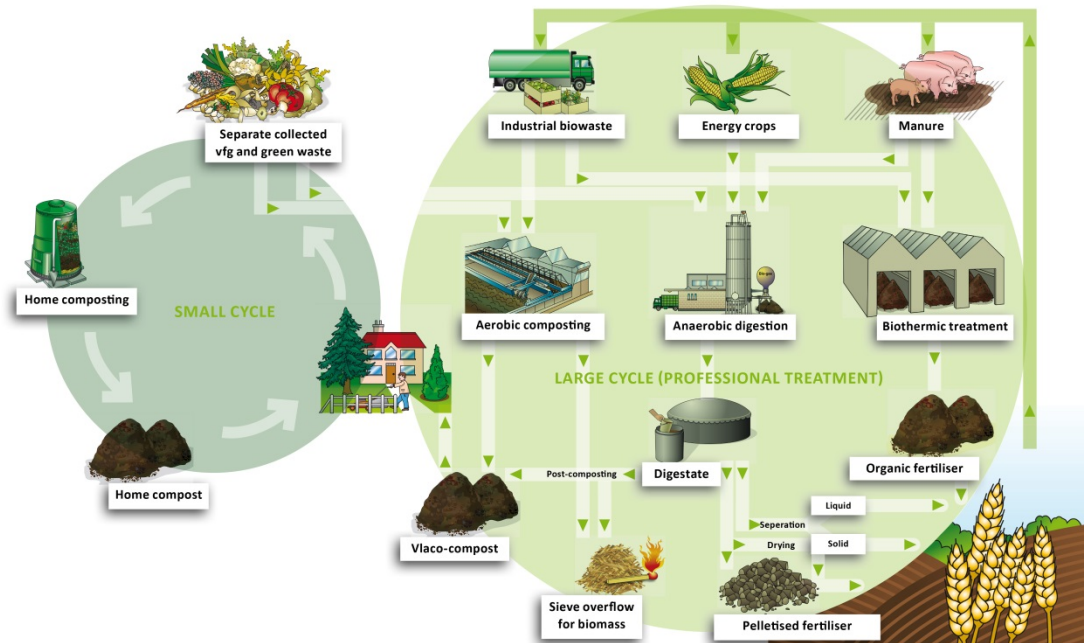 Separate collected
vfg and green waste
Industrial biowaste
Energy crops
Manure
Home composting
SMALL CYCLE
Aerobic composting
Biogas
Anaerobic digestion
Biothermic treatment
LARGE CYCLE (PROFESSIONAL TREATMENT)
Home compost
Post-composting
Digestate
Organic fertiliser
Vlaco-compost
Liquid
Seperation
Drying
Solid
Sieve overflow
for biomass
Pelletised fertiliser